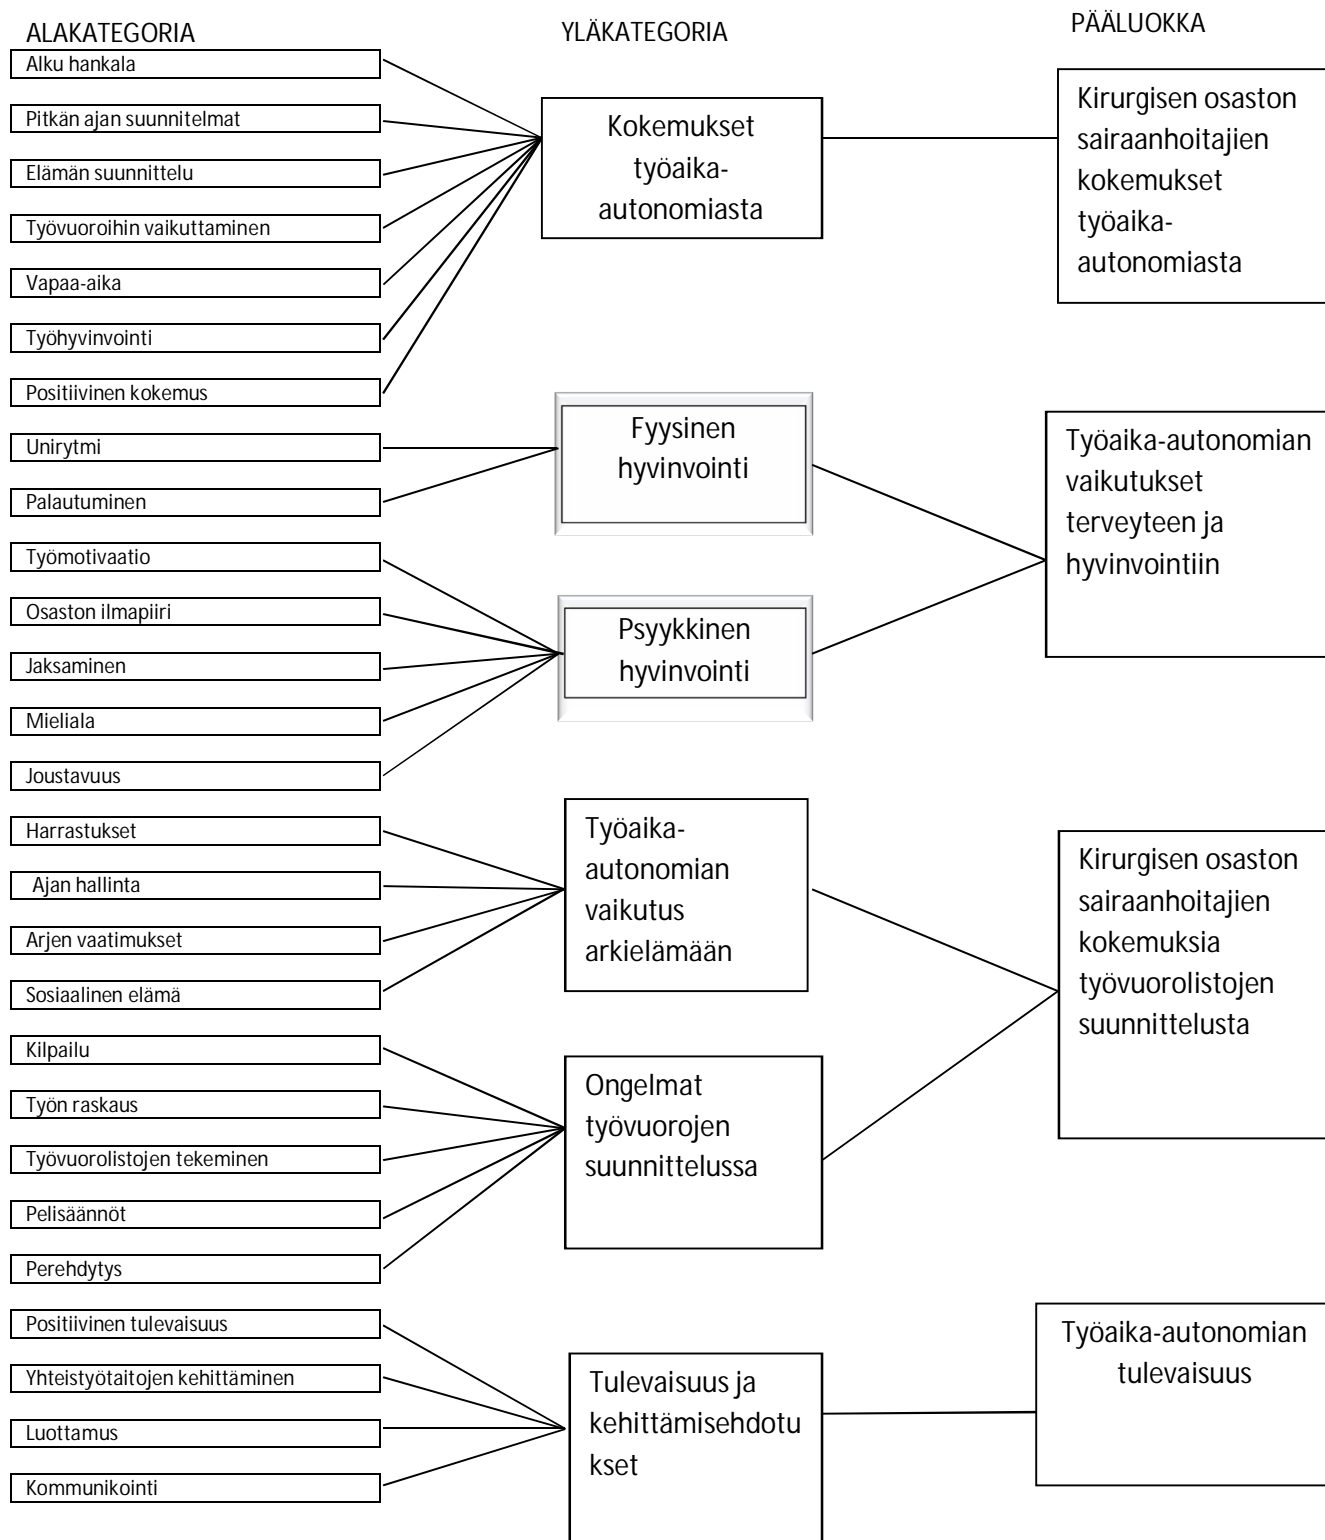 ALAKATEGORIA
Alku hankala
Pitkän ajan suunnitelmat
Elämän suunnittelu
Työvuoroihin vaikuttaminen
Vapaa-aika
Työhyvinvointi
Positiivinen kokemus
Unirytmi
Palautuminen
Työmotivaatio
Osaston ilmapiiri
Jaksaminen
Mieliala
Joustavuus
Harrastukset
Ajan hallinta
Arjen vaatimukset
Sosiaalinen elämä
Kilpailu
Työn raskaus
Työvuorolistojen tekeminen
Pelisäännöt
Perehdytys
Positiivinen tulevaisuus
Yhteistyötaitojen kehittäminen
Luottamus
Kommunikointi
YLÄKATEGORIA
Kokemukset
työaika-
autonomiasta
Fyysinen
hyvinvointi
Psyykkinen
hyvinvointi
Työaika-
autonomian
vaikutus
arkielämään
Ongelmat
työvuorojen
suunnittelussa
Tulevaisuus ja
kehittämisehdotu
kset
PÄÄLUOKKA
Kirurgisen osaston
sairaanhoitajien
kokemukset
työaika-
autonomiasta
Työaika-autonomian
vaikutukset
terveyteen ja
hyvinvointiin
Kirurgisen osaston
sairaanhoitajien
kokemuksia
työvuorolistojen
suunnittelusta
Työaika-autonomian
tulevaisuus